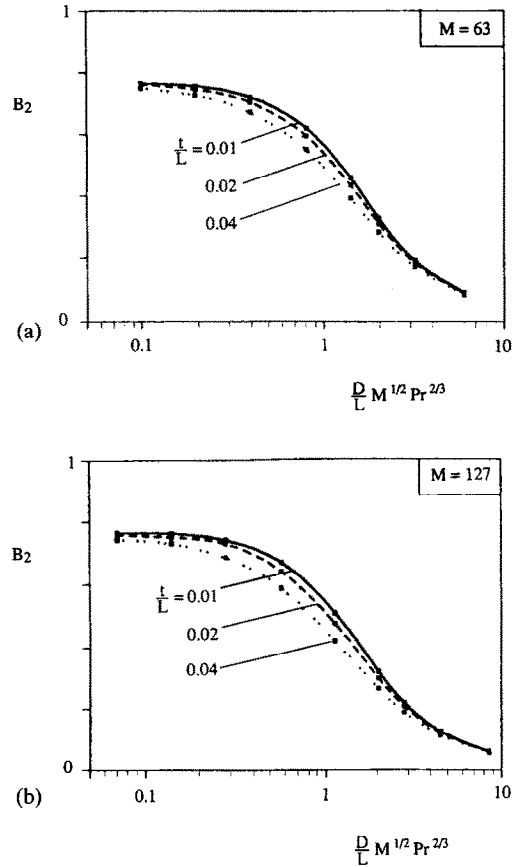 1
M = 63
B₂
t/L = 0.01
0.02
0.04
0
(a)
0.1 1 10
D/L M^1/2 Pr^2/3
1
M = 127
B₂
t/L = 0.01
0.02
0.04
0
(b)
0.1 1 10
D/L M^1/2 Pr^2/3